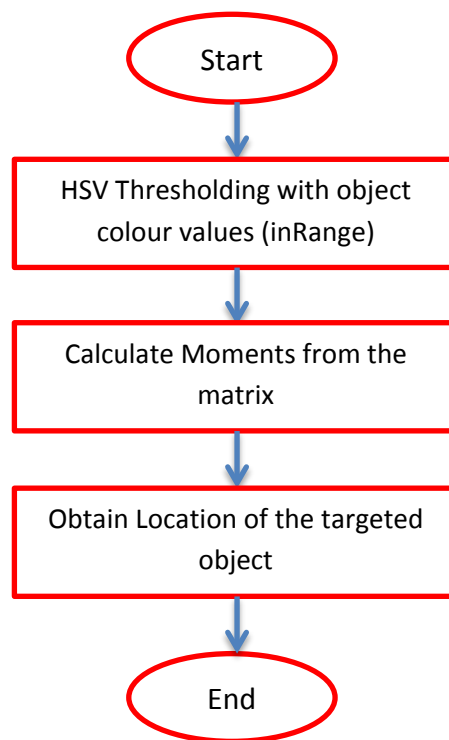 Start
HSV Thresholding with object
colour values (inRange)
Calculate Moments from the
matrix
Obtain Location of the targeted
object
End